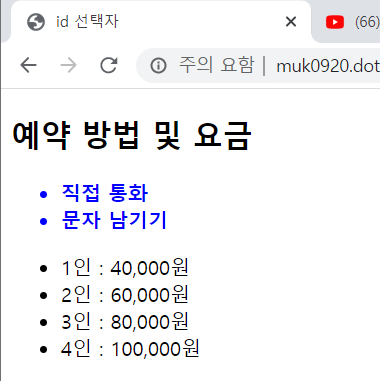 id 선택자
(66)
주의 요함 | muk0920.dot
예약 방법 및 요금
직접 통화
문자 남기기
1인 : 40,000원
2인 : 60,000원
3인 : 80,000원
4인 : 100,000원